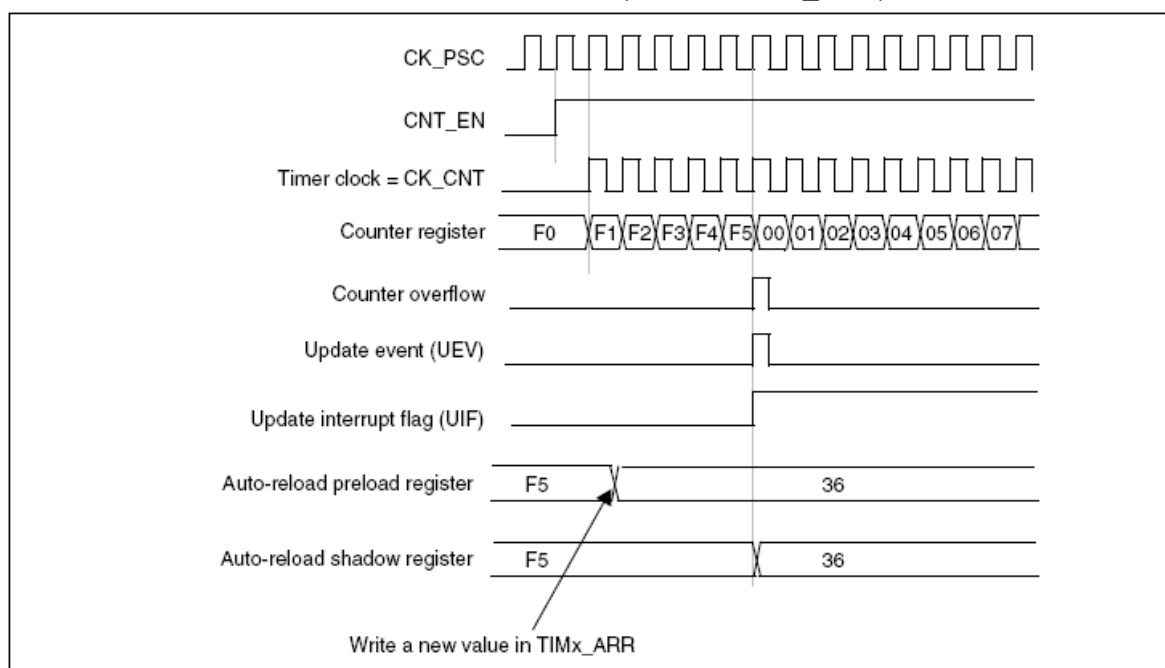 CK_PSC
CNT_EN
Timer clock = CK_CNT
Counter register F0 F1 F2 F3 F4 F5 00 01 02 03 04 05 06 07
Counter overflow
Update event (UEV)
Update interrupt flag (UIF)
Auto-reload preload register F5 36
Auto-reload shadow register F5 36
Write a new value in TIMx_ARR